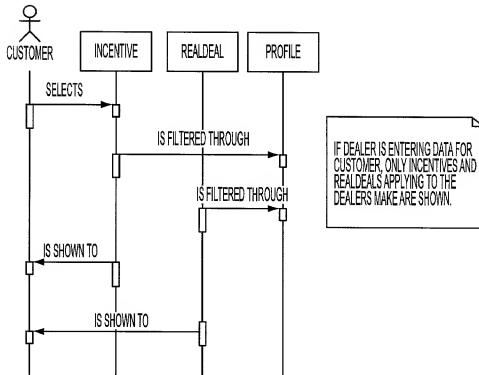 CUSTOMER
INCENTIVE
REALDEAL
PROFILE
SELECTS
IS FILTERED THROUGH
IF DEALER IS ENTERING DATA FOR
CUSTOMER, ONLY INCENTIVES AND
REALDEALS APPLYING TO THE
DEALERS MAKE ARE SHOWN.
IS FILTERED THROUGH
IS SHOWN TO
IS SHOWN TO